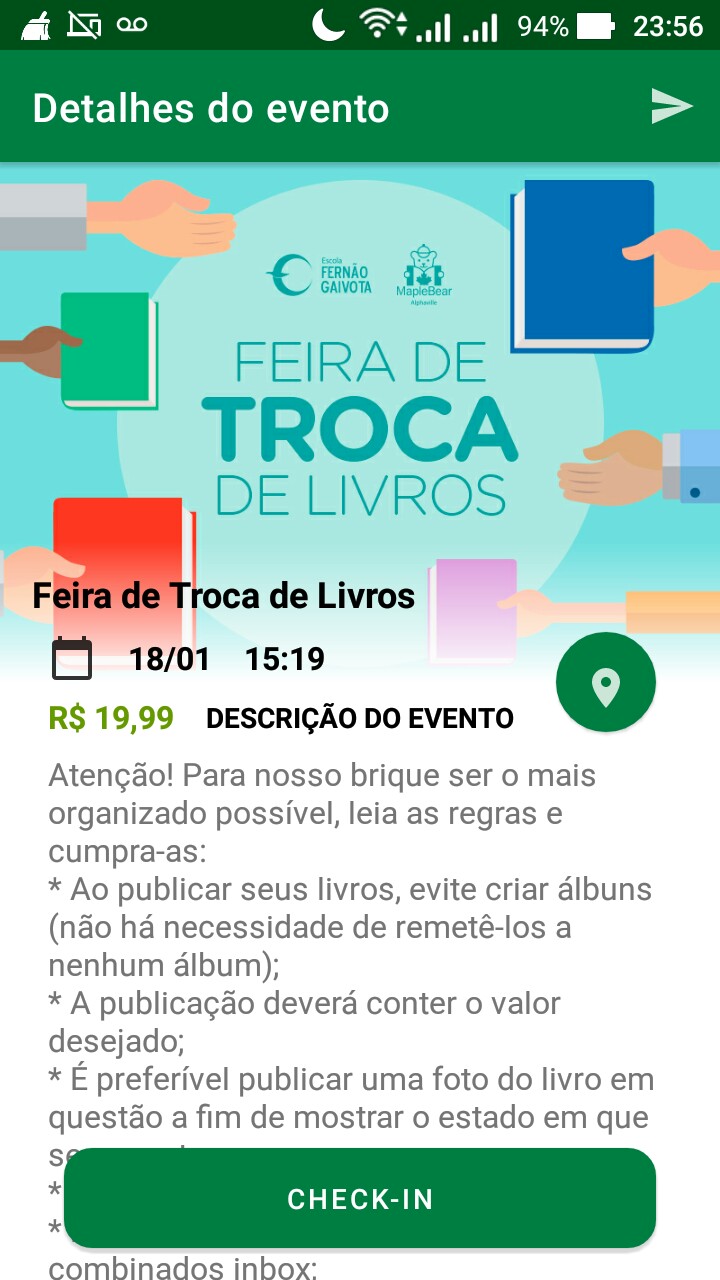 94% 23:56
Detalhes do evento
Escola
FERNÃO
GAIVOTA
MapleBear
Alphaville
FEIRA DE
TROCA
DE LIVROS
Feira de Troca de Livros
18/01 15:19
R$ 19,99 DESCRIÇÃO DO EVENTO
Atenção! Para nosso brique ser o mais
organizado possível, leia as regras e
cumpra-as:
* Ao publicar seus livros, evite criar álbuns
(não há necessidade de remetê-los a
nenhum álbum);
* A publicação deverá conter o valor
desejado;
* É preferível publicar uma foto do livro em
questão a fim de mostrar o estado em que
*
*
CHECK-IN
combinados inbox;